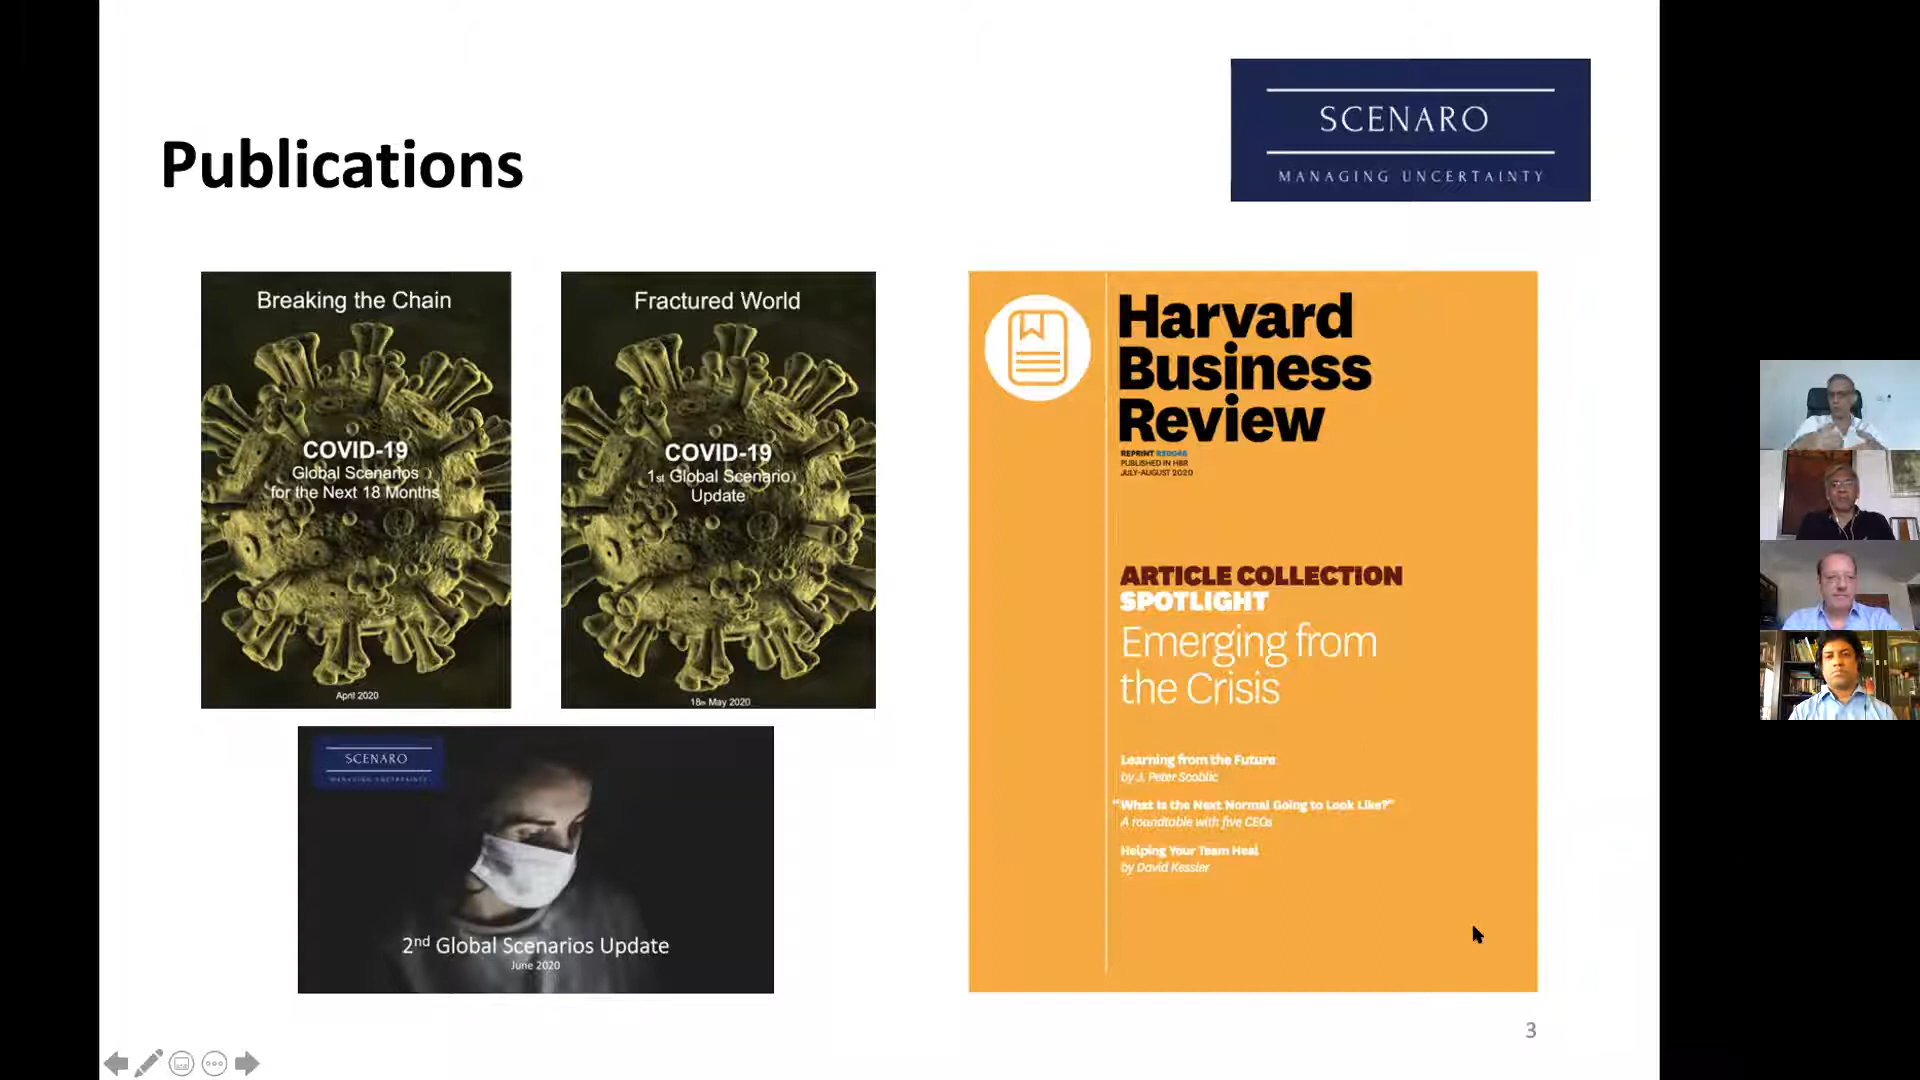 Publications
SCENARO
MANAGING UNCERTAINTY
Breaking the Chain
COVID-19
Global Scenarios
for the Next 18 Months
April 2020
Fractured World
COVID-19
1st Global Scenario
Update
18th May 2020
SCENARO
MANAGING UNCERTAINTY
2nd Global Scenarios Update
June 2020
Harvard
Business
Review
REPRINT
PUBLISHED IN HBR
JULY-AUGUST 2020
ARTICLE COLLECTION
SPOTLIGHT
Emerging from
the Crisis
Learning from the Future
by J. Peter Scoblic
"What Is the Next Normal Going to Look Like?"
A roundtable with five CEOs
Helping Your Team Heal
by David Kessler
3